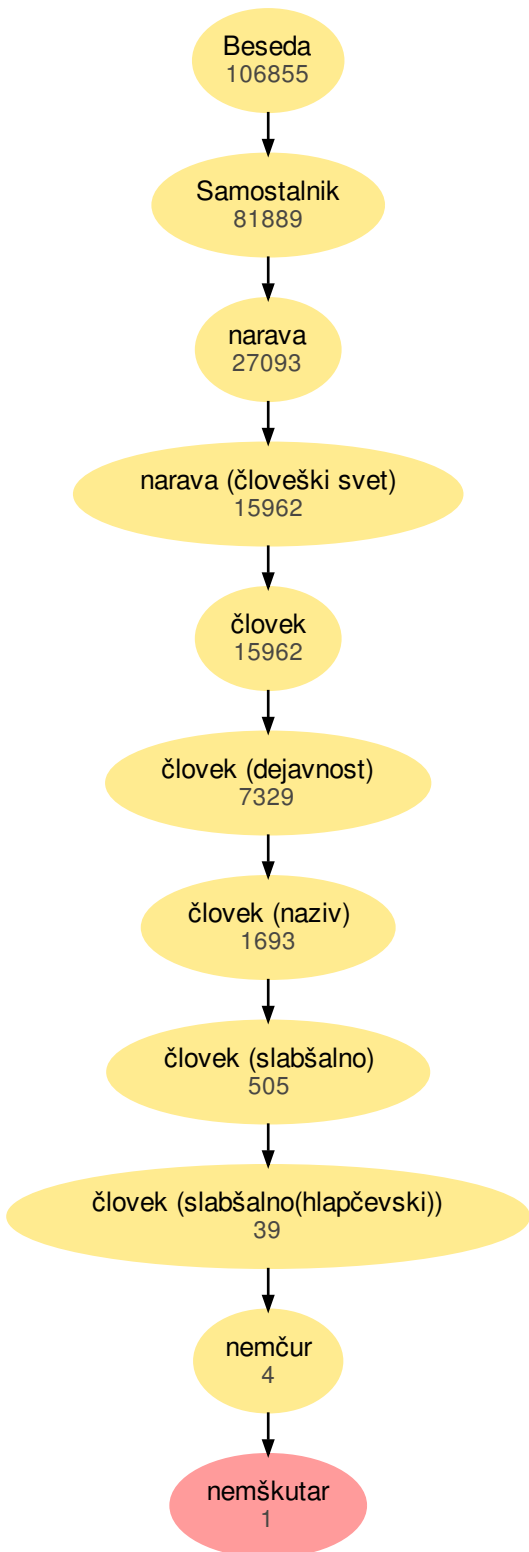 Beseda
106855
Samostalnik
81889
narava
27093
narava (človeški svet)
15962
človek
15962
človek (dejavnost)
7329
človek (naziv)
1693
človek (slabšalno)
505
človek (slabšalno(hlapčevski))
39
nemčur
4
nemškutar
1